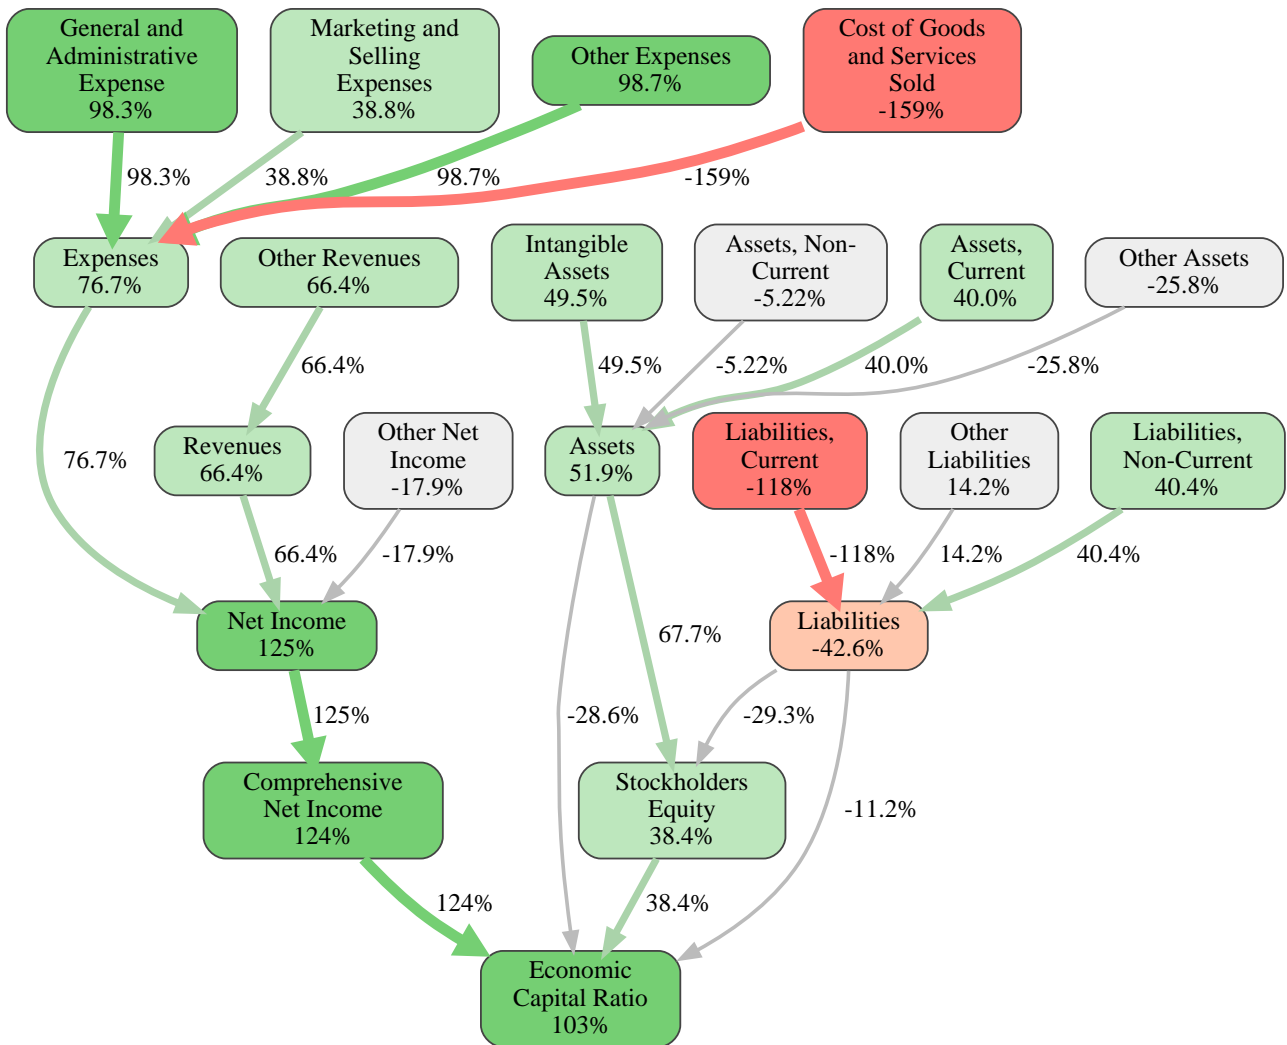 General and
Administrative
Expense
98.3%
Marketing and
Selling
Expenses
38.8%
Other Expenses
98.7%
Cost of Goods
and Services
Sold
-159%
98.3%
38.8%
98.7%
-159%
Expenses
76.7%
Other Revenues
66.4%
Intangible
Assets
49.5%
Assets, Non-
Current
-5.22%
Assets,
Current
40.0%
Other Assets
-25.8%
66.4%
49.5%
-5.22%
40.0%
-25.8%
76.7%
Revenues
66.4%
Other Net
Income
-17.9%
Assets
51.9%
Liabilities,
Current
-118%
Other
Liabilities
14.2%
Liabilities,
Non-Current
40.4%
66.4%
-17.9%
-118%
14.2%
40.4%
Net Income
125%
67.7%
Liabilities
-42.6%
125%
-28.6%
-29.3%
Comprehensive
Net Income
124%
Stockholders
Equity
38.4%
-11.2%
124%
38.4%
Economic
Capital Ratio
103%